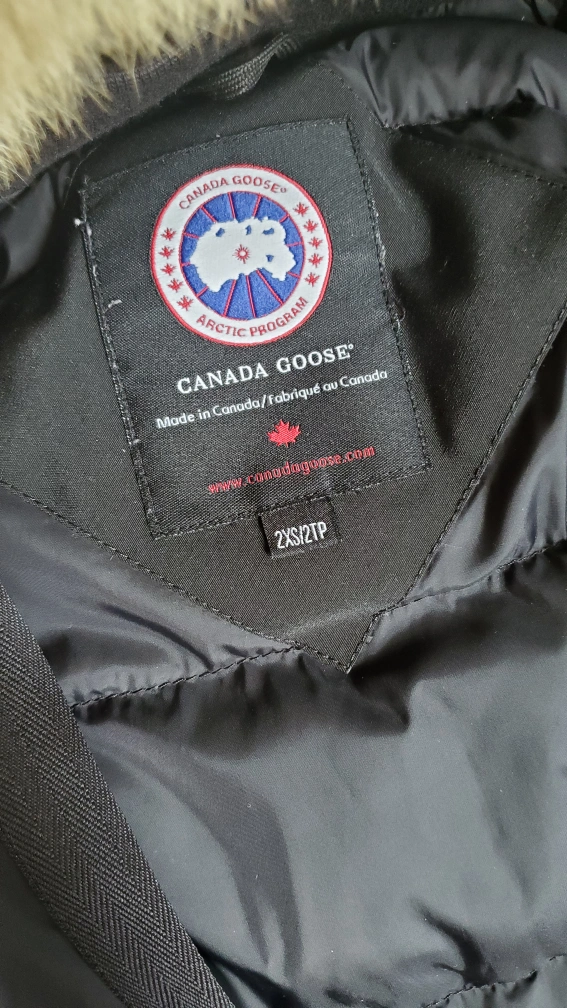 CANADA GOOSE®
ARCTIC PROGRAM
CANADA GOOSE®
Made in Canada/Fabriqué au Canada
www.canadagoose.com
2XS/2TP